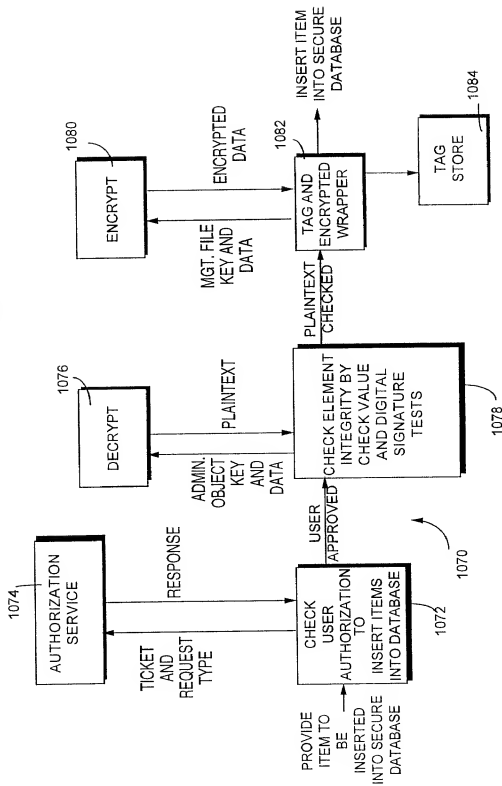 PROVIDE
ITEM TO
BE
INSERTED
INTO SECURE
DATABASE
CHECK
USER
AUTHORIZATION
TO
INSERT ITEMS
INTO DATABASE
1072
1070
TICKET
AND
REQUEST
TYPE
RESPONSE
AUTHORIZATION
SERVICE
1074
USER
APPROVED
CHECK ELEMENT
INTEGRITY BY
CHECK VALUE
AND DIGITAL
SIGNATURE
TESTS
1078
ADMIN.
OBJECT
KEY
AND DATA
PLAINTEXT
DECRYPT
1076
PLAINTEXT
CHECKED
TAG AND
ENCRYPTED
WRAPPER
1082
MGT. FILE
KEY AND
DATA
ENCRYPTED
DATA
ENCRYPT
1080
INSERT ITEM
INTO SECURE
DATABASE
TAG
STORE
1084